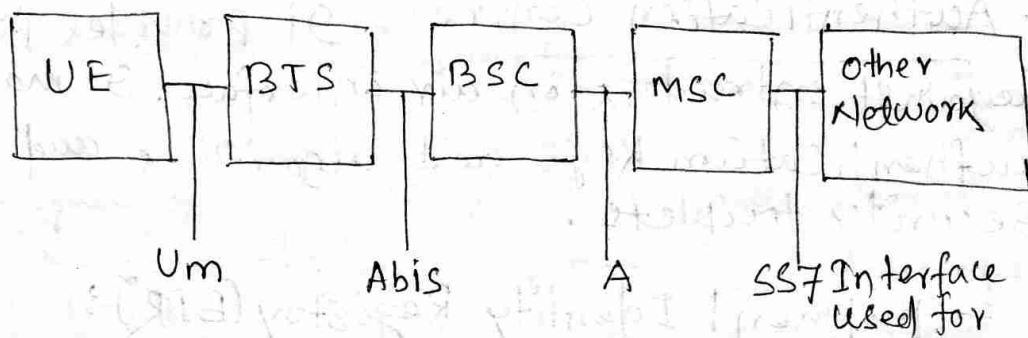 UE
BTS
BSC
MSC
other
Network
Um
Abis
A
SS7 Interface
used for